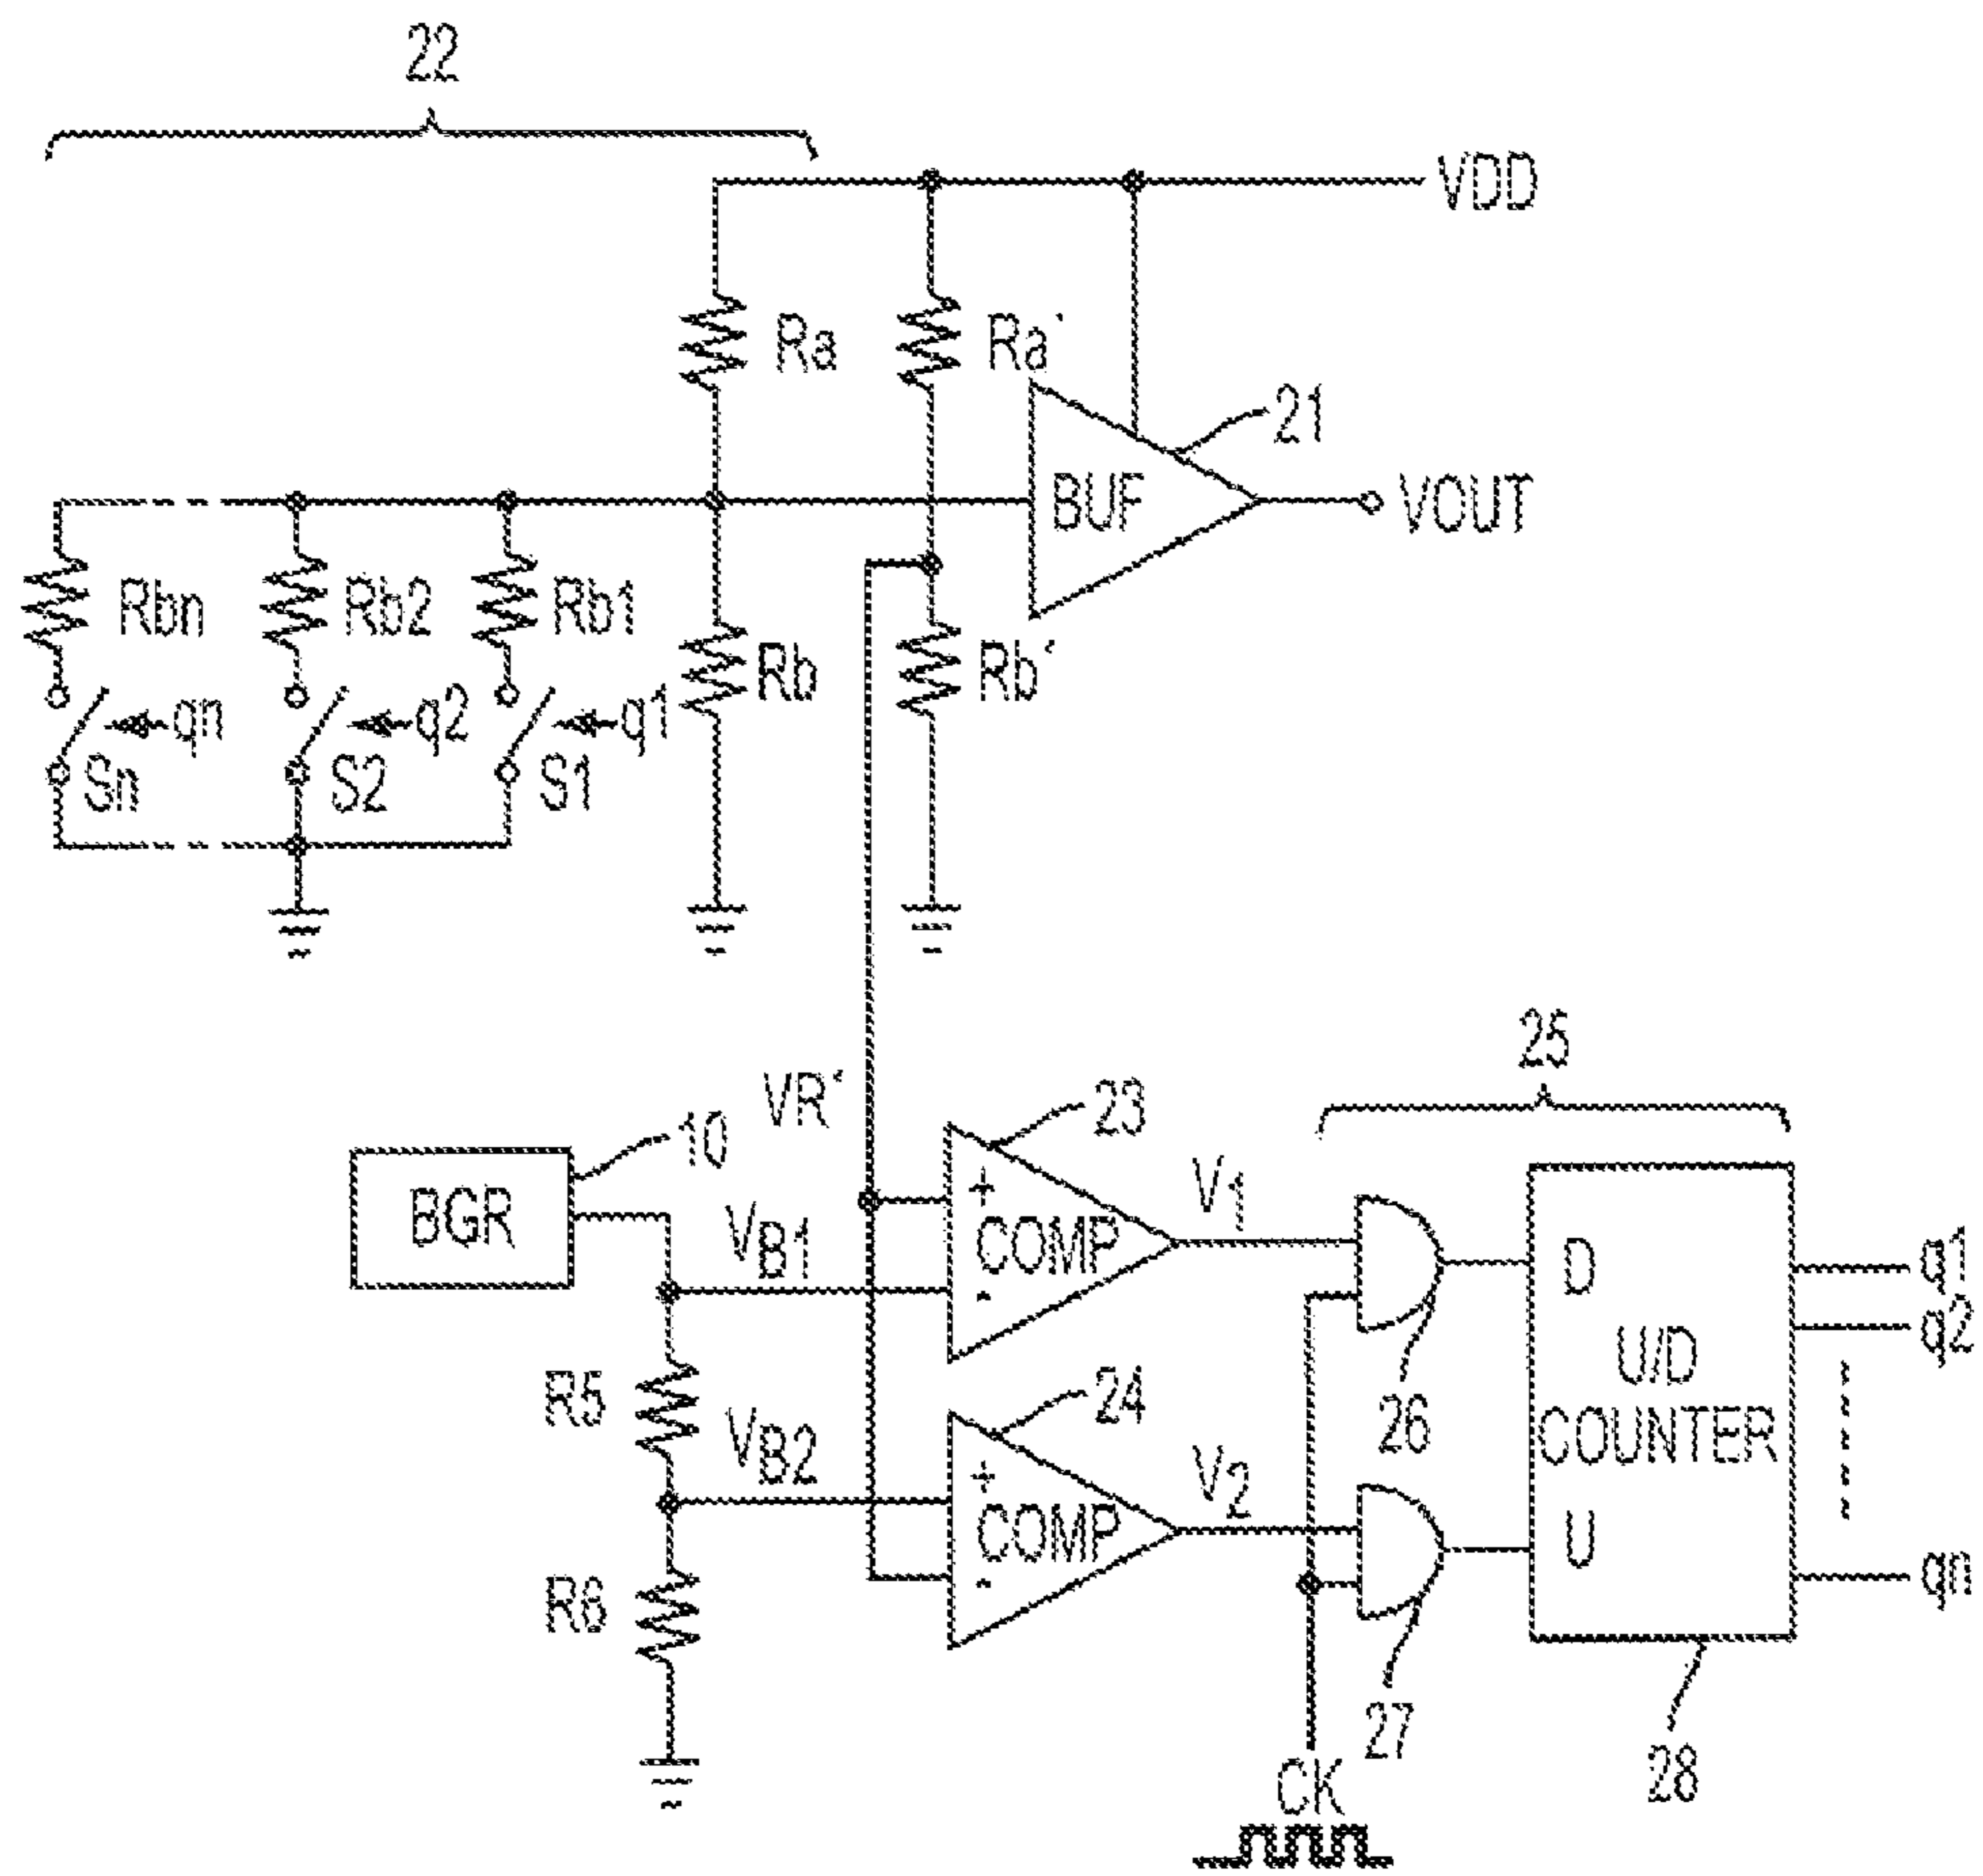 22
VDD
Ra
Ra'
21
BUF
VOUT
Rbn
Rb2
Rb1
Rb
Rb'
qn
q2
q1
Sn
S2
S1
25
VR'
23
10
BGR
VB1
+
COMP
-
V1
D
q1
q2
U/D
COUNTER
R5
VB2
24
26
+
COMP
-
V2
U
qn
R6
27
28
CK